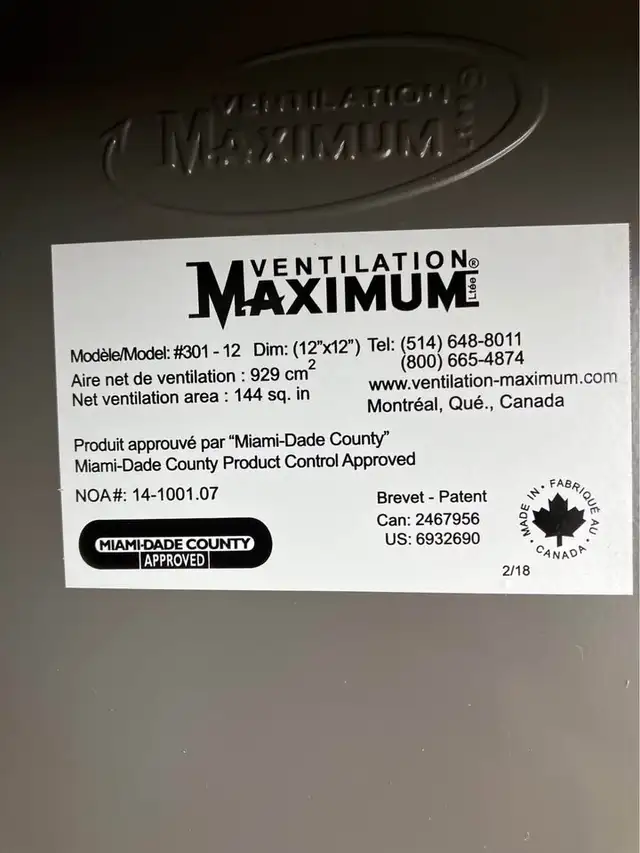 VENTILATION
MAXIMUM Ltée ®
VENTILATION®
MAXIMUM Ltée
Modèle/Model: #301 - 12 Dim: (12”x12”) Tel: (514) 648-8011
(800) 665-4874
Aire net de ventilation : 929 cm2
www.ventilation-maximum.com
Net ventilation area : 144 sq. in
Montréal, Qué., Canada
Produit approuvé par “Miami-Dade County”
Miami-Dade County Product Control Approved
NOA#: 14-1001.07
Brevet - Patent
Can: 2467956
US: 6932690
MIAMI-DADE COUNTY
APPROVED
MADE IN • FABRIQUÉ AU • CANADA •
2/18